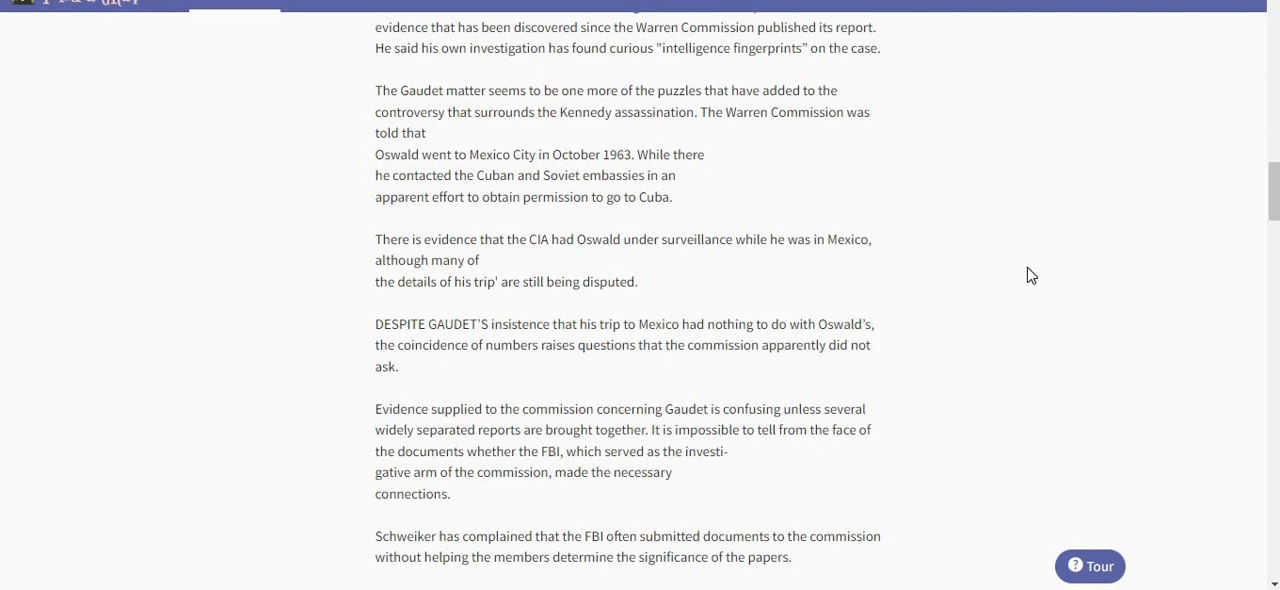 evidence that has been discovered since the Warren Commission published its report.
He said his own investigation has found curious "intelligence fingerprints” on the case.
The Gaudet matter seems to be one more of the puzzles that have added to the
controversy that surrounds the Kennedy assassination. The Warren Commission was
told that
Oswald went to Mexico City in October 1963. While there
he contacted the Cuban and Soviet embassies in an
apparent effort to obtain permission to go to Cuba.
There is evidence that the CIA had Oswald under surveillance while he was in Mexico,
although many of
the details of his trip' are still being disputed.
DESPITE GAUDET’S insistence that his trip to Mexico had nothing to do with Oswald’s,
the coincidence of numbers raises questions that the commission apparently did not
ask.
Evidence supplied to the commission concerning Gaudet is confusing unless several
widely separated reports are brought together. It is impossible to tell from the face of
the documents whether the FBI, which served as the investi-
gative arm of the commission, made the necessary
connections.
Schweiker has complained that the FBI often submitted documents to the commission
without helping the members determine the significance of the papers.
Tour